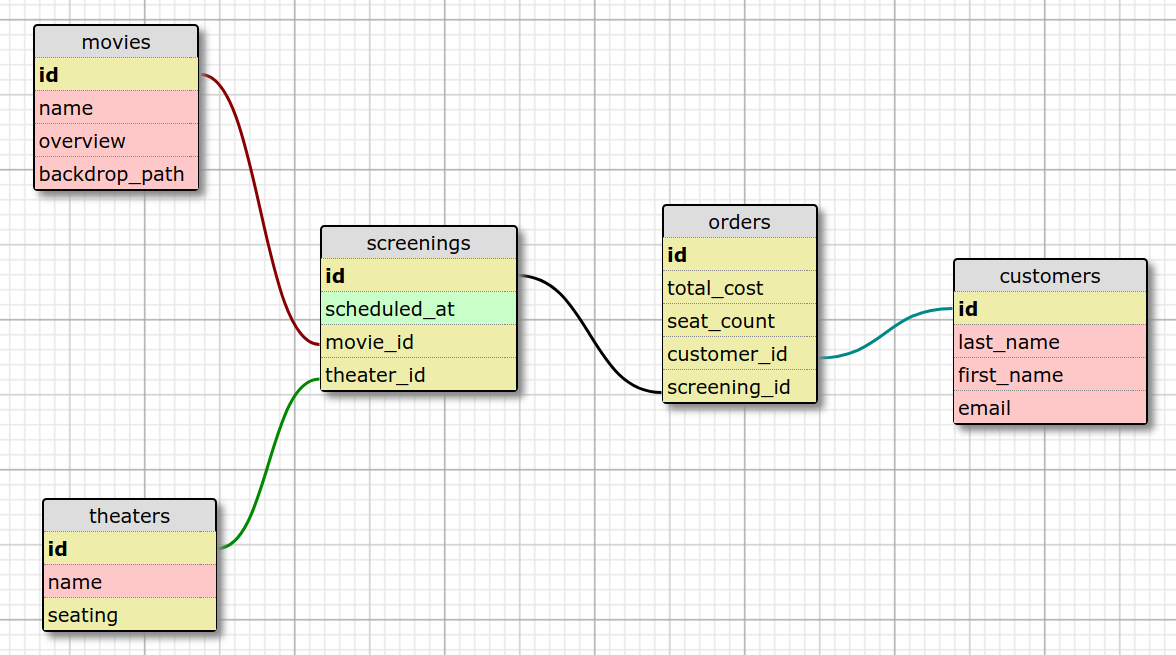 movies
id
name
overview
backdrop_path
screenings
id
scheduled_at
movie_id
theater_id
orders
id
total_cost
seat_count
customer_id
screening_id
customers
id
last_name
first_name
email
theaters
id
name
seating